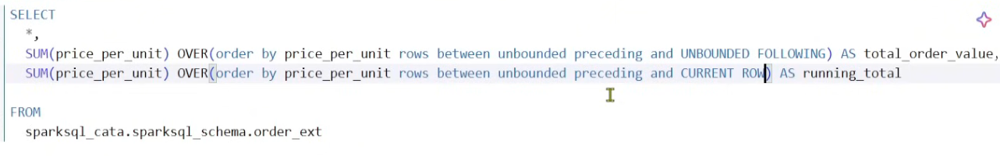 SELECT
*,
SUM(price_per_unit) OVER(order by price_per_unit rows between unbounded preceding and UNBOUNDED FOLLOWING) AS total_order_value,
SUM(price_per_unit) OVER(order by price_per_unit rows between unbounded preceding and CURRENT ROW) AS running_total
FROM
sparksql_cata.sparksql_schema.order_ext